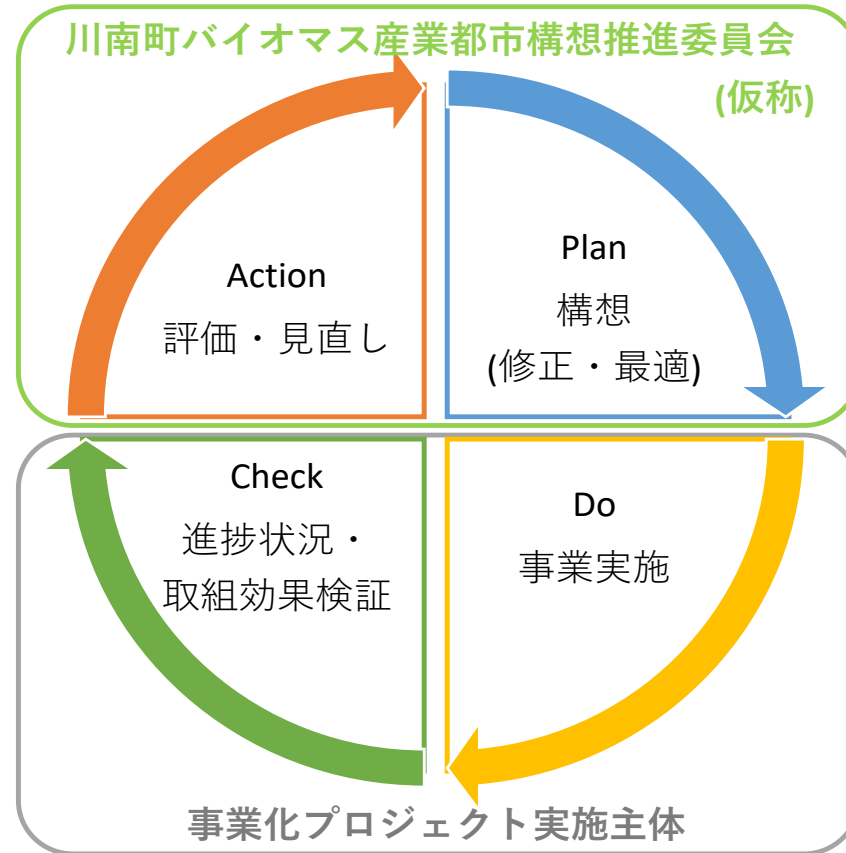 川南町バイオマス産業都市構想推進委員会
(仮称)
Action
評価・見直し
Plan
構想
(修正・最適)
Check
進捗状況・
取組効果検証
Do
事業実施
事業化プロジェクト実施主体